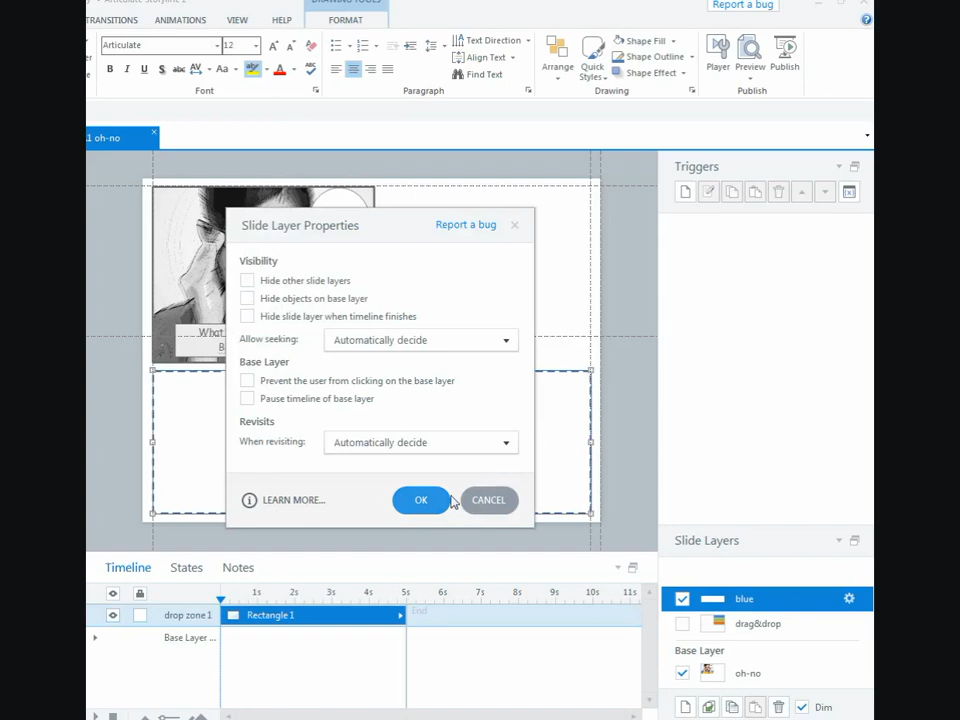 Articulate Storyline 2
DRAWING TOOLS
Report a bug
TRANSITIONS
ANIMATIONS
VIEW
HELP
FORMAT
Articulate
12
Text Direction
Align Text
Find Text
Arrange
Quick
Styles
Shape Fill
Shape Outline
Shape Effect
Player
Preview
Publish
B I U S abc AV Aa
Font
Paragraph
Drawing
Publish
1 oh-no
Triggers
Slide Layer Properties
Report a bug
Visibility
Hide other slide layers
Hide objects on base layer
Hide slide layer when timeline finishes
Allow seeking:
Automatically decide
What
B
Base Layer
Prevent the user from clicking on the base layer
Pause timeline of base layer
Revisits
When revisiting:
Automatically decide
LEARN MORE...
OK
CANCEL
Slide Layers
Timeline
States
Notes
1s 2s 3s 4s 5s 6s 7s 8s 9s 10s 11s
drop zone 1
Rectangle 1
End
Base Layer ...
blue
drag&drop
Base Layer
oh-no
Dim